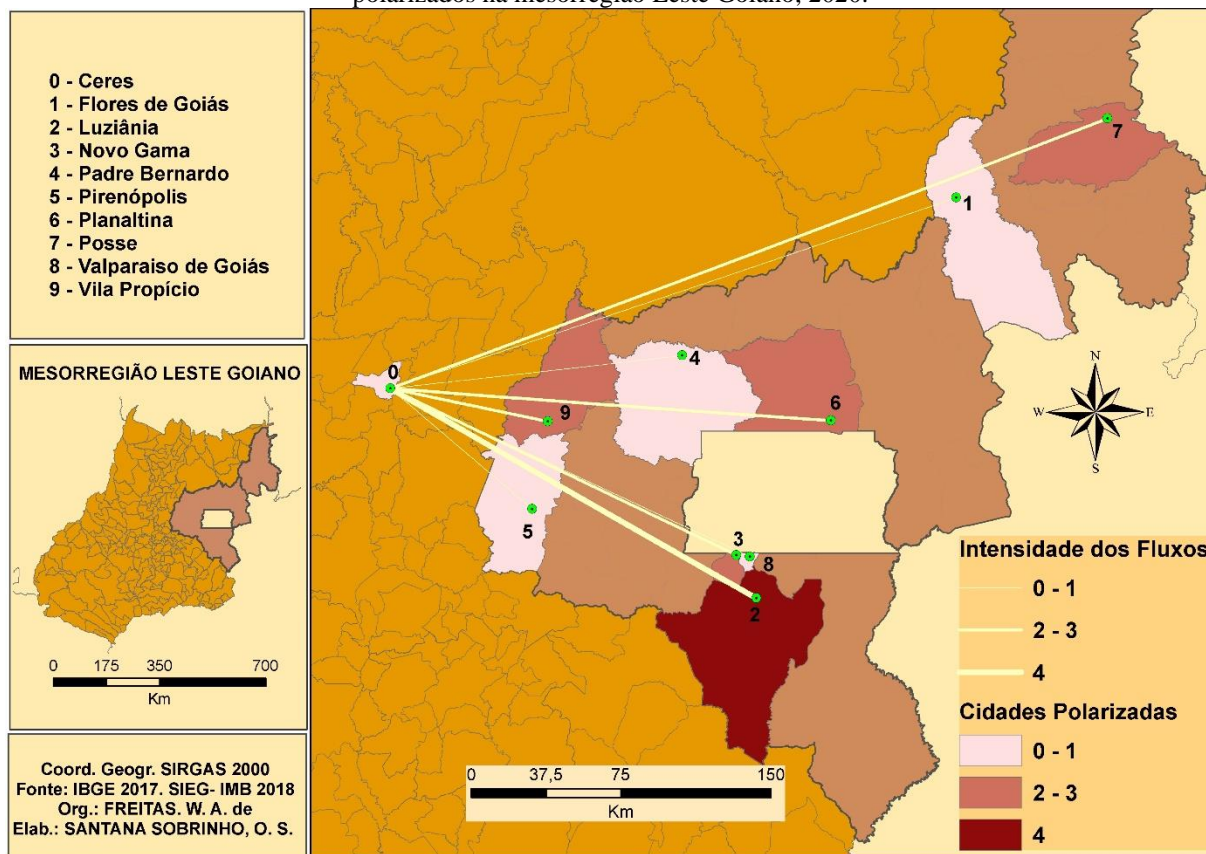 polarizados na mesorregião Leste Goiano, 2020.
0 - Ceres
1 - Flores de Goiás
2 - Luziânia
3 - Novo Gama
4 - Padre Bernardo
5 - Pirenópolis
6 - Planaltina
7 - Posse
8 - Valparaiso de Goiás
9 - Vila Propício
MESORREGIÃO LESTE GOIANO
0 175 350 700
Km
Coord. Geogr. SIRGAS 2000
Fonte: IBGE 2017. SIEG- IMB 2018
Org.: FREITAS. W. A. de
Elab.: SANTANA SOBRINHO, O. S.
7
1
0
4
9
6
5
3
8
2
N
W E
S
0 37,5 75 150
Km
Intensidade dos Fluxos
0 - 1
2 - 3
4
Cidades Polarizadas
0 - 1
2 - 3
4